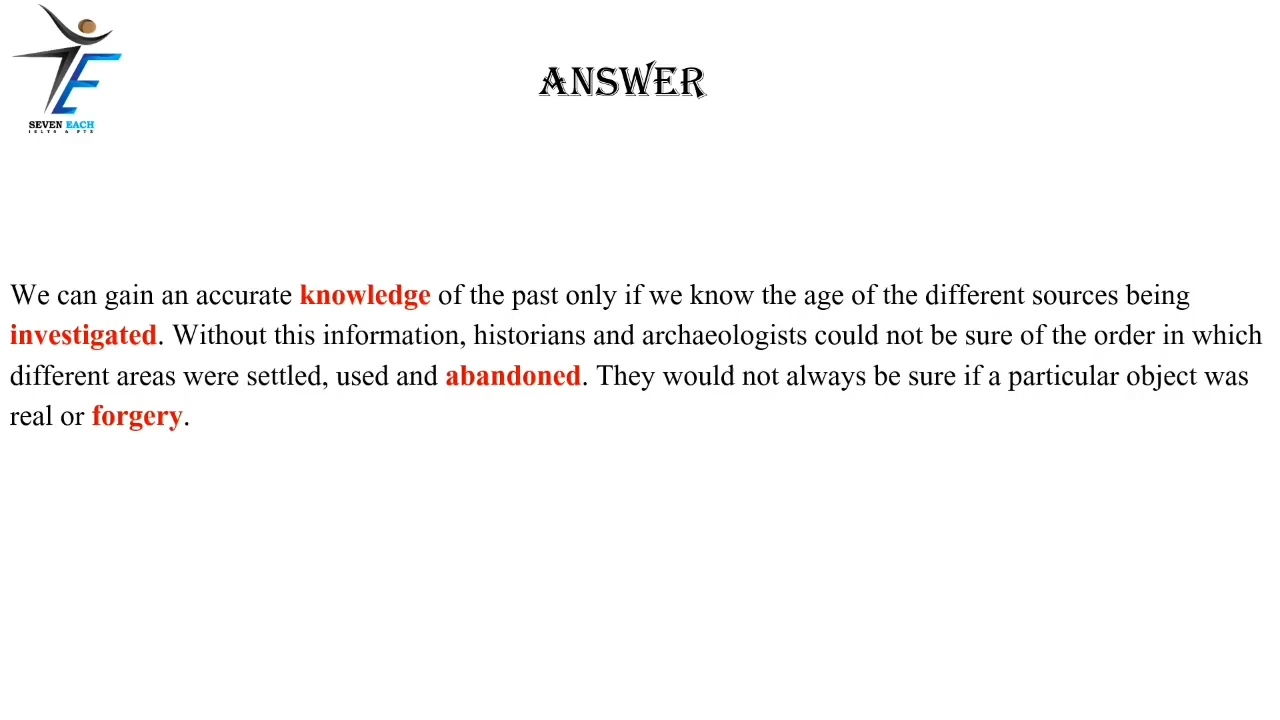 SEVEN EACH
IELTS & PTE
ANSWER
We can gain an accurate knowledge of the past only if we know the age of the different sources being
investigated. Without this information, historians and archaeologists could not be sure of the order in which
different areas were settled, used and abandoned. They would not always be sure if a particular object was
real or forgery.